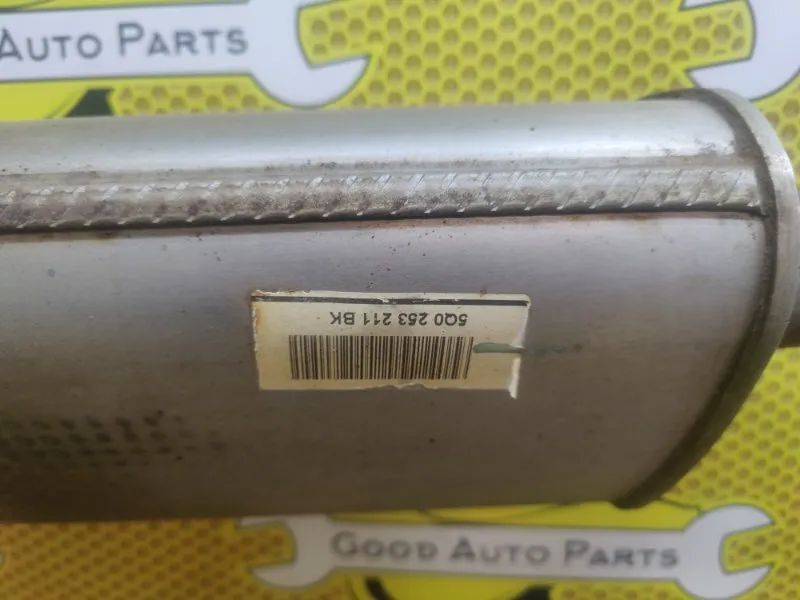 AUTO PARTS
5Q0 253 211 BK
GOOD AUTO PARTS